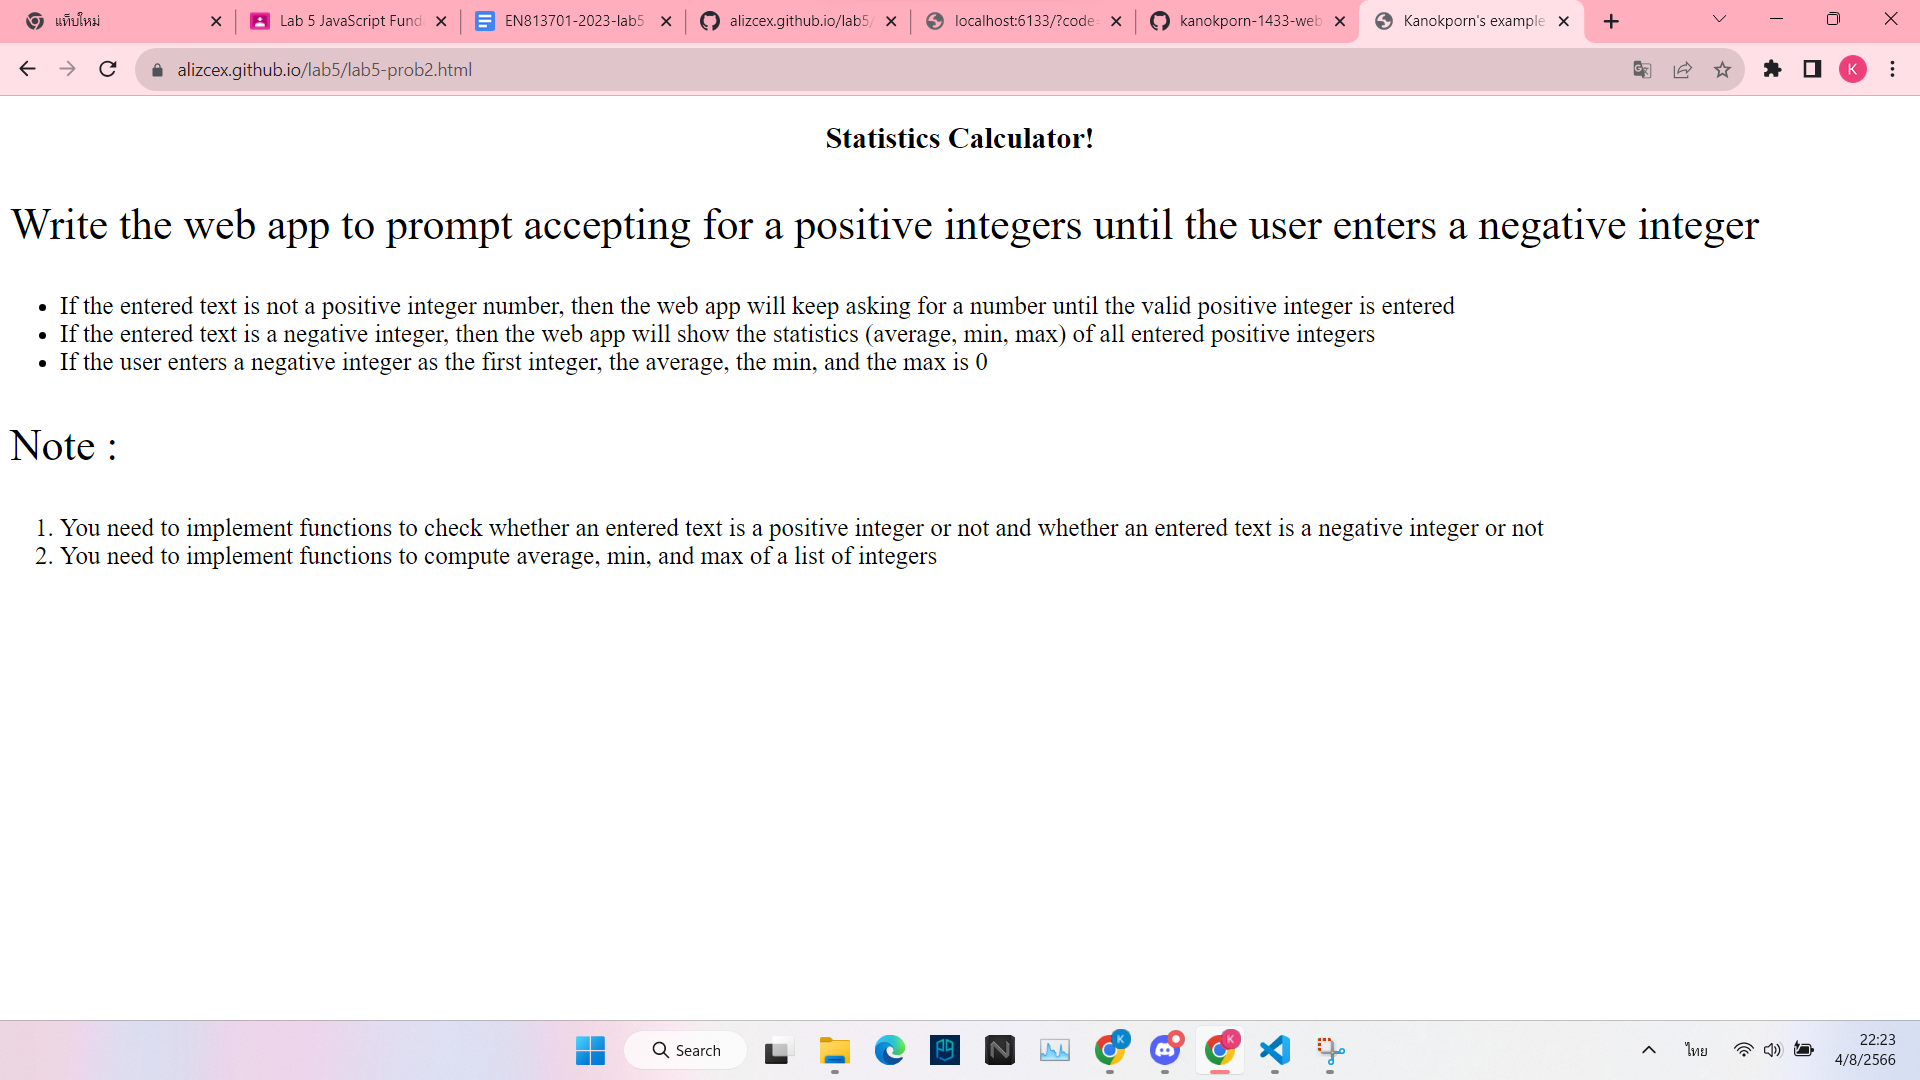 แท็บใหม่
Lab 5 JavaScript Fund
EN813701-2023-lab5
alizcex.github.io/lab5/
localhost:6133/?code=
kanokporn-1433-web
Kanokporn's example
alizcex.github.io/lab5/lab5-prob2.html
K
Statistics Calculator!
Write the web app to prompt accepting for a positive integers until the user enters a negative integer
• If the entered text is not a positive integer number, then the web app will keep asking for a number until the valid positive integer is entered
• If the entered text is a negative integer, then the web app will show the statistics (average, min, max) of all entered positive integers
• If the user enters a negative integer as the first integer, the average, the min, and the max is 0
Note :
1. You need to implement functions to check whether an entered text is a positive integer or not and whether an entered text is a negative integer or not
2. You need to implement functions to compute average, min, and max of a list of integers
Search
K
K
ไทย
22:23
4/8/2566